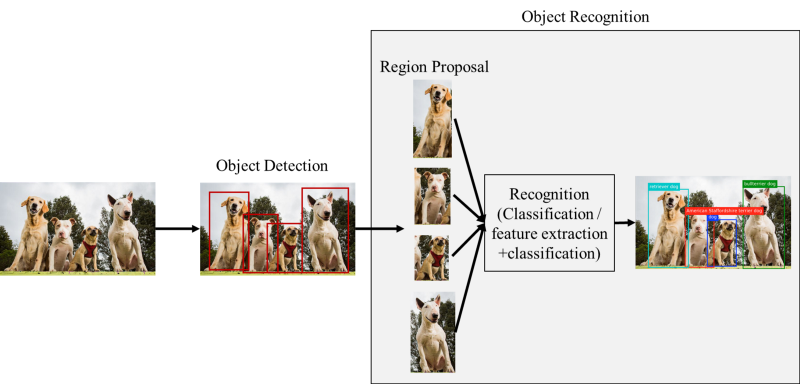 Object Recognition
Region Proposal
Object Detection
Recognition
(Classification /
feature extraction
+classification)
retriever dog
bullterrier dog
American Staffordshire terrier dog